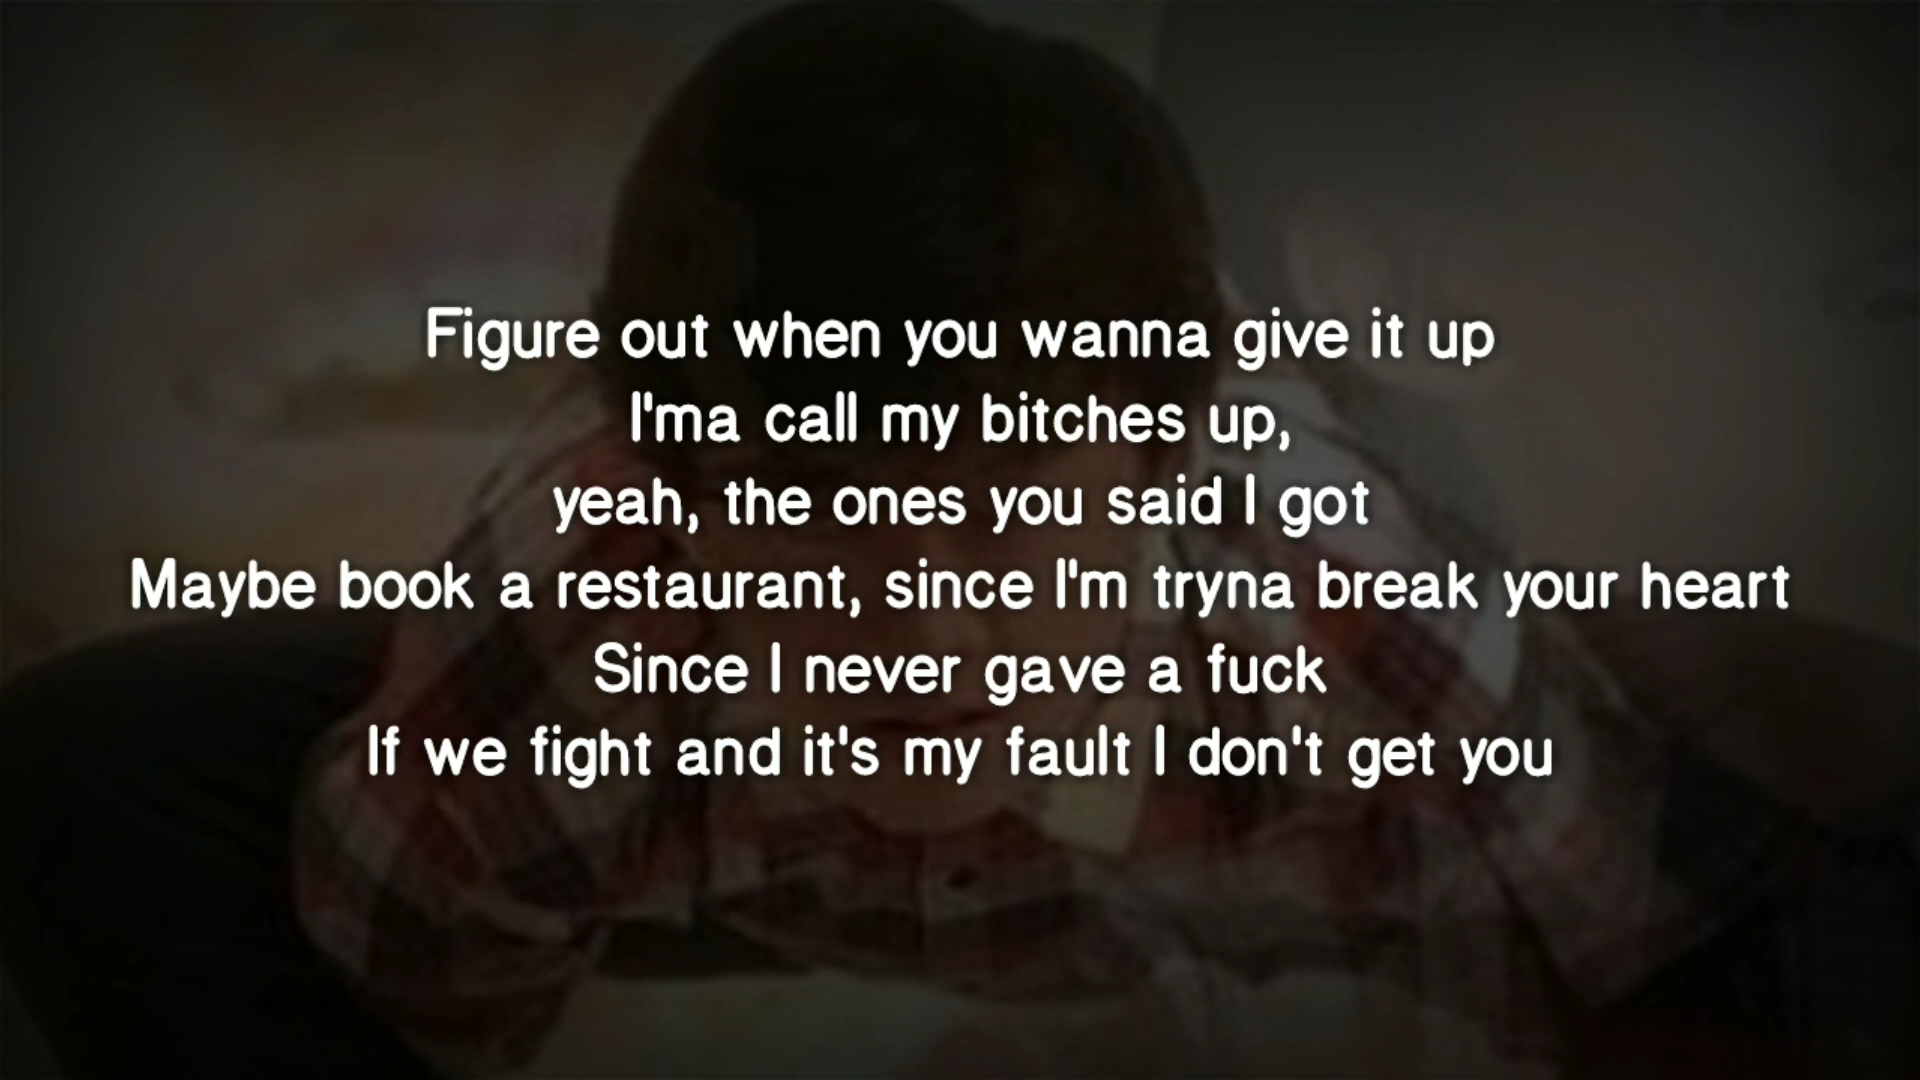 Figure out when you wanna give it up
I'ma call my bitches up,
yeah, the ones you said I got
Maybe book a restaurant, since I'm tryna break your heart
Since I never gave a fuck
If we fight and it's my fault I don't get you